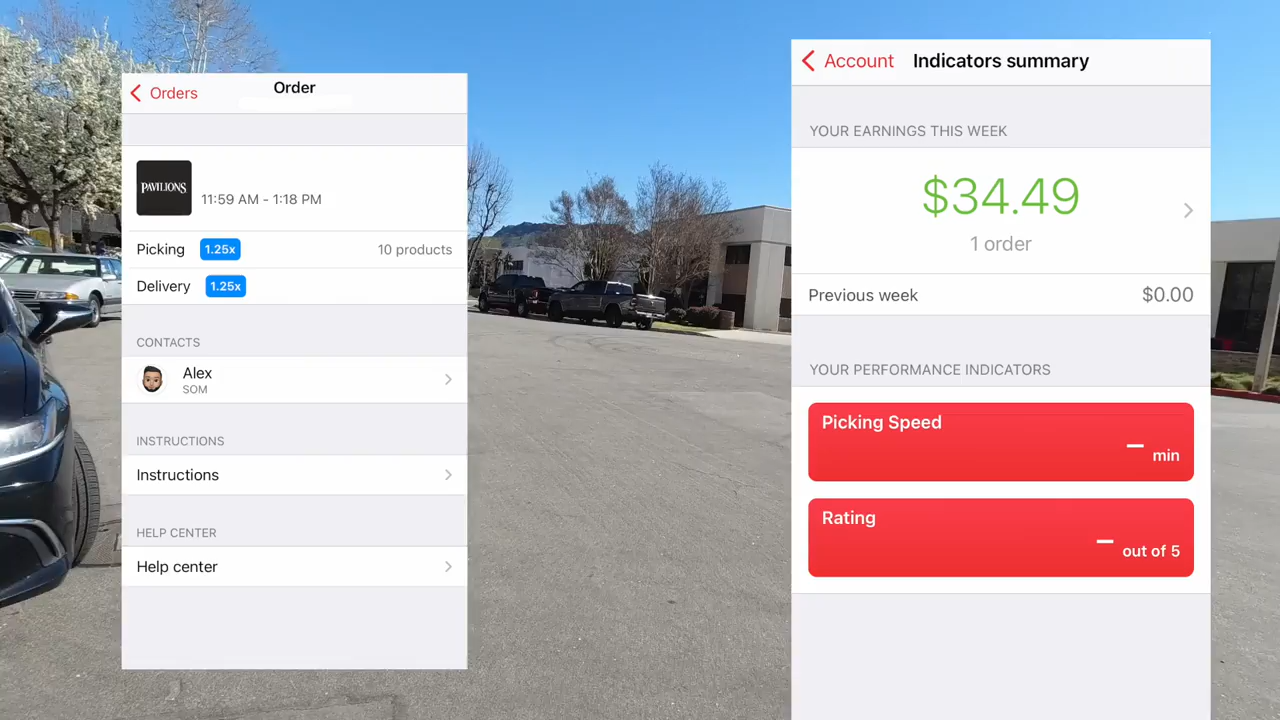 Orders
Order
PAVILIONS
11:59 AM - 1:18 PM
Picking 1.25x 10 products
Delivery 1.25x
CONTACTS
Alex
SOM
INSTRUCTIONS
Instructions
HELP CENTER
Help center
Account Indicators summary
YOUR EARNINGS THIS WEEK
$34.49
1 order
Previous week $0.00
YOUR PERFORMANCE INDICATORS
Picking Speed
– min
Rating
– out of 5